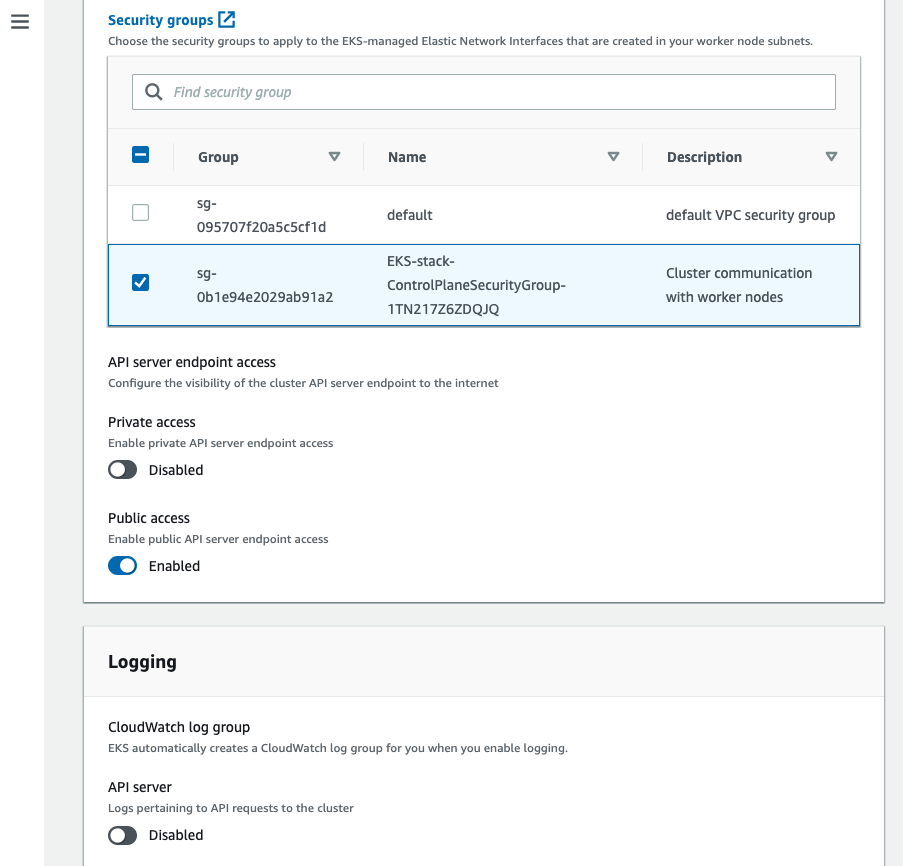 Security groups
Choose the security groups to apply to the EKS-managed Elastic Network Interfaces that are created in your worker node subnets.
Find security group
Group Name Description
sg-
095707f20a5c5cf1d
default
default VPC security group
sg-
0b1e94e2029ab91a2
EKS-stack-
ControlPlaneSecurityGroup-
1TN217Z6ZDQJQ
Cluster communication
with worker nodes
API server endpoint access
Configure the visibility of the cluster API server endpoint to the internet
Private access
Enable private API server endpoint access
Disabled
Public access
Enable public API server endpoint access
Enabled
Logging
CloudWatch log group
EKS automatically creates a CloudWatch log group for you when you enable logging.
API server
Logs pertaining to API requests to the cluster
Disabled